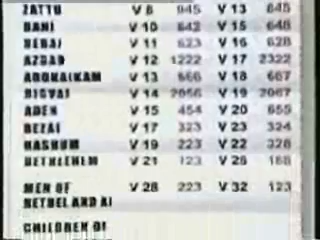 ZATTU V 8 945 V 13 845
BANI V 10 642 V 15 648
BEBAI V 11 623 V 16 628
AZGAD V 12 1222 V 17 2322
ADONAIKAM V 13 666 V 18 667
BIGVAI V 14 2056 V 19 2067
ADEN V 15 454 V 20 655
BEZAI V 17 323 V 23 324
HASHUM V 19 223 V 22 328
BETHLEHEM V 21 123 V 26 188
MEN OF V 28 223 V 32 123
BETHEL AND AI
CHILDREN OF